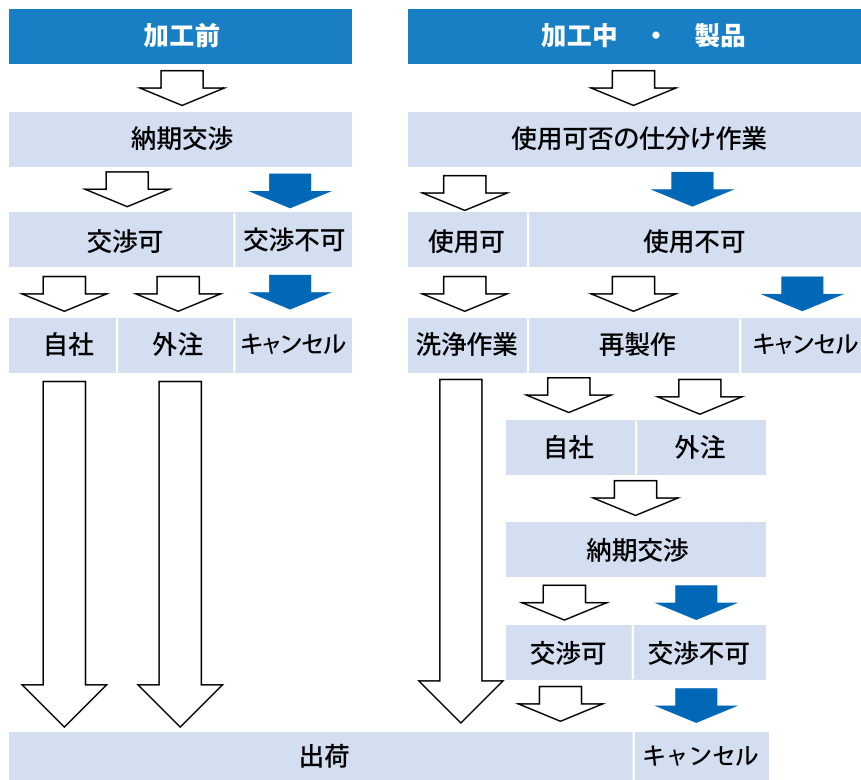 加工前
加工中 ・ 製品
納期交渉
使用可否の仕分け作業
交渉可
交渉不可
使用可
使用不可
自社
外注
キャンセル
洗浄作業
再製作
キャンセル
自社
外注
納期交渉
交渉可
交渉不可
出荷
キャンセル